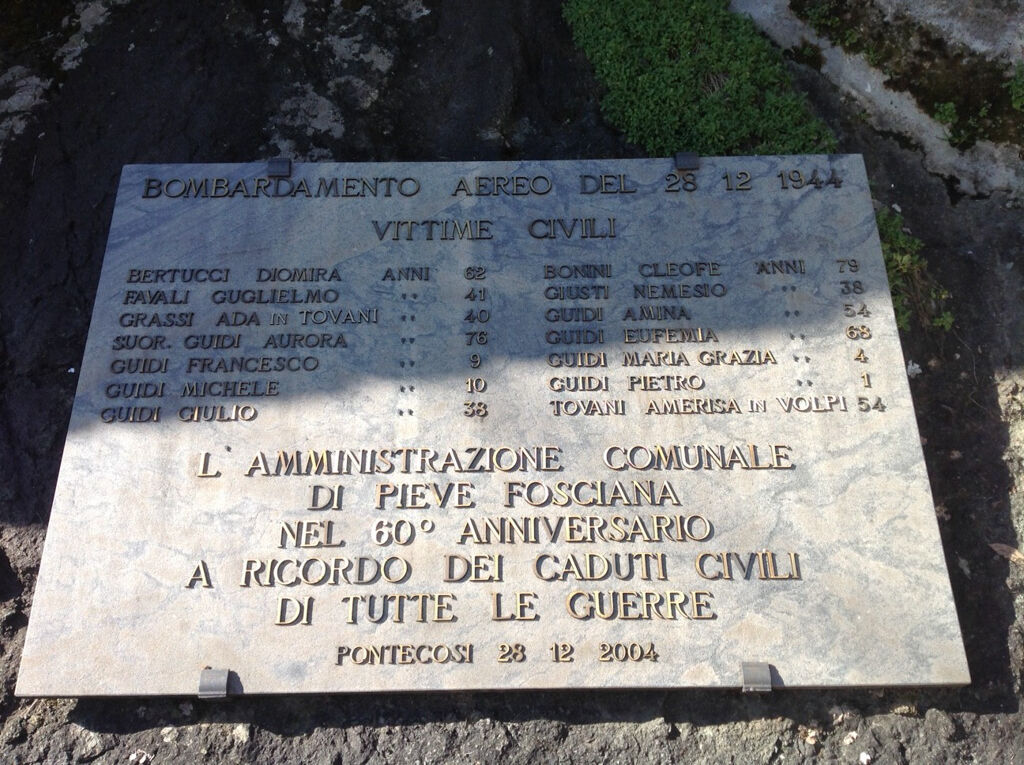 BOMBARDAMENTO AEREO DEL 28 12 1944
VITTIME CIVILI
BERTUCCI DIOMIRA ANNI 62
FAVALI GUGLIELMO " 41
GRASSI ADA IN TOVANI " 40
SUOR. GUIDI AURORA " 76
GUIDI FRANCESCO " 9
GUIDI MICHELE " 10
GUIDI GIULIO " 38
BONINI CLEOFE ANNI 79
GIUSTI NEMESIO " 38
GUIDI AMINA " 54
GUIDI EUFEMIA " 68
GUIDI MARIA GRAZIA " 4
GUIDI PIETRO " 1
TOVANI AMERISA IN VOLPI 54
L' AMMINISTRAZIONE COMUNALE
DI PIEVE FOSCIANA
NEL 60° ANNIVERSARIO
A RICORDO DEI CADUTI CIVILI
DI TUTTE LE GUERRE
PONTECOSI 28 12 2004